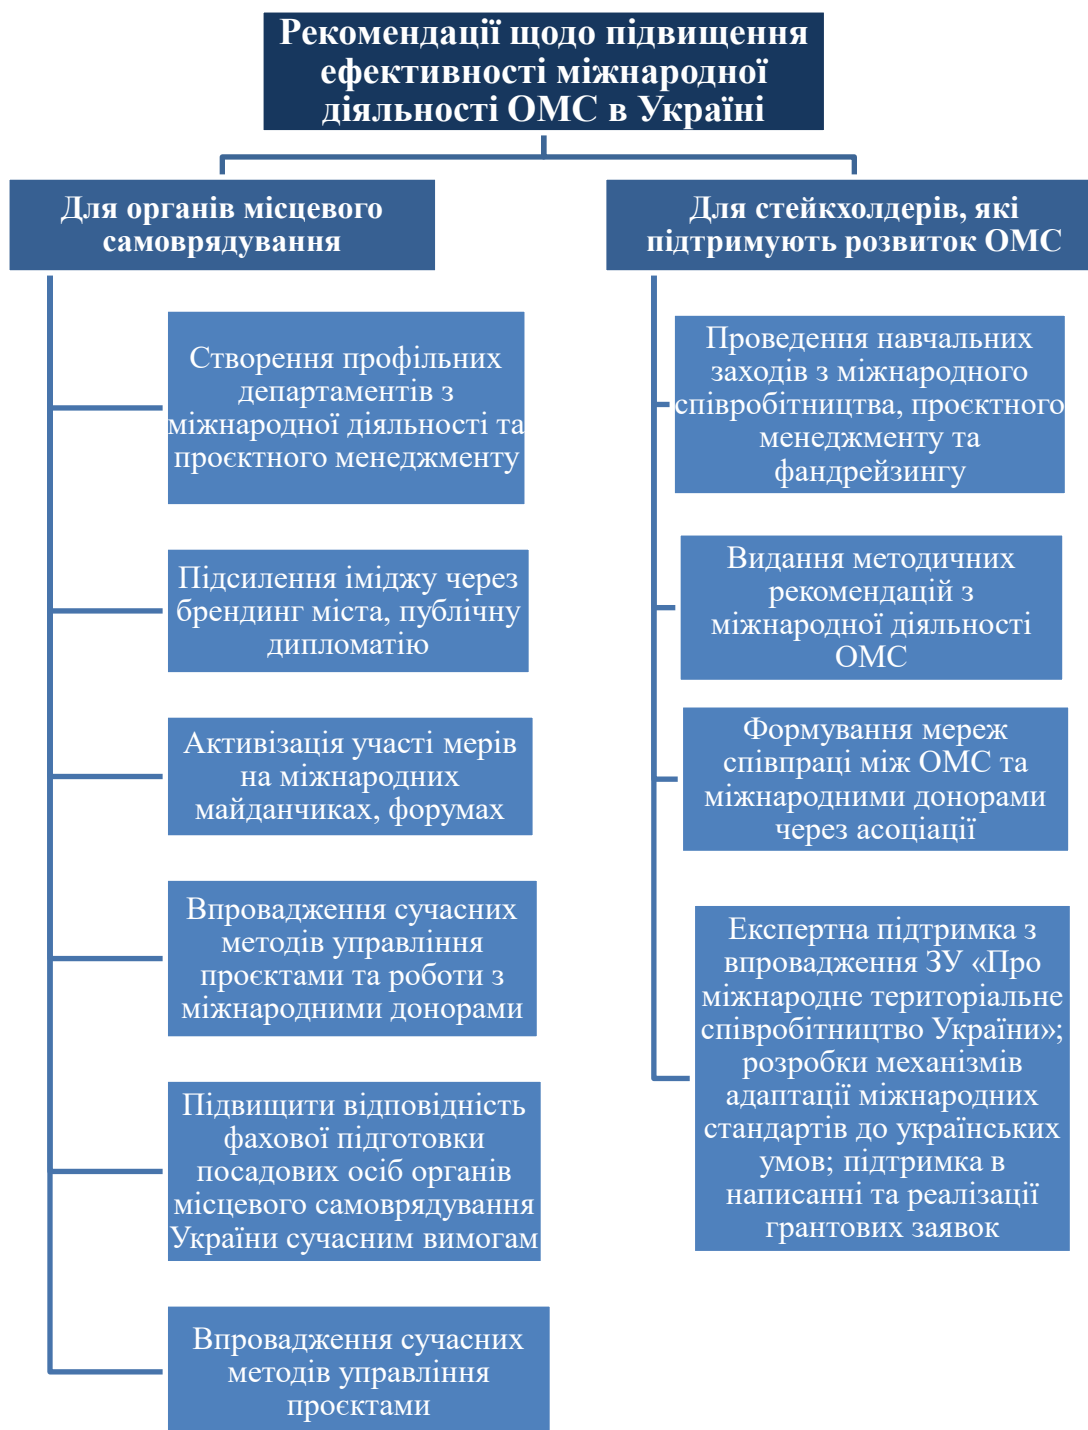 Рекомендації щодо підвищення
ефективності міжнародної
діяльності ОМС в Україні
Для органів місцевого
самоврядування
Створення профільних
департаментів з
міжнародної діяльності та
проєктного менеджменту
Підсилення іміджу через
брендинг міста, публічну
дипломатію
Активізація участі мерів
на міжнародних
майданчиках, форумах
Впровадження сучасних
методів управління
проєктами та роботи з
міжнародними донорами
Підвищити відповідність
фахової підготовки
посадових осіб органів
місцевого самоврядування
України сучасним вимогам
Впровадження сучасних
методів управління
проєктами
Для стейкхолдерів, які
підтримують розвиток ОМС
Проведення навчальних
заходів з міжнародного
співробітництва, проєктного
менеджменту та
фандрейзингу
Видання методичних
рекомендацій з
міжнародної діяльності
ОМС
Формування мереж
співпраці між ОМС та
міжнародними донорами
через асоціації
Експертна підтримка з
впровадження ЗУ «Про
міжнародне територіальне
співробітництво України»;
розробки механізмів
адаптації міжнародних
стандартів до українських
умов; підтримка в
написанні та реалізації
грантових заявок